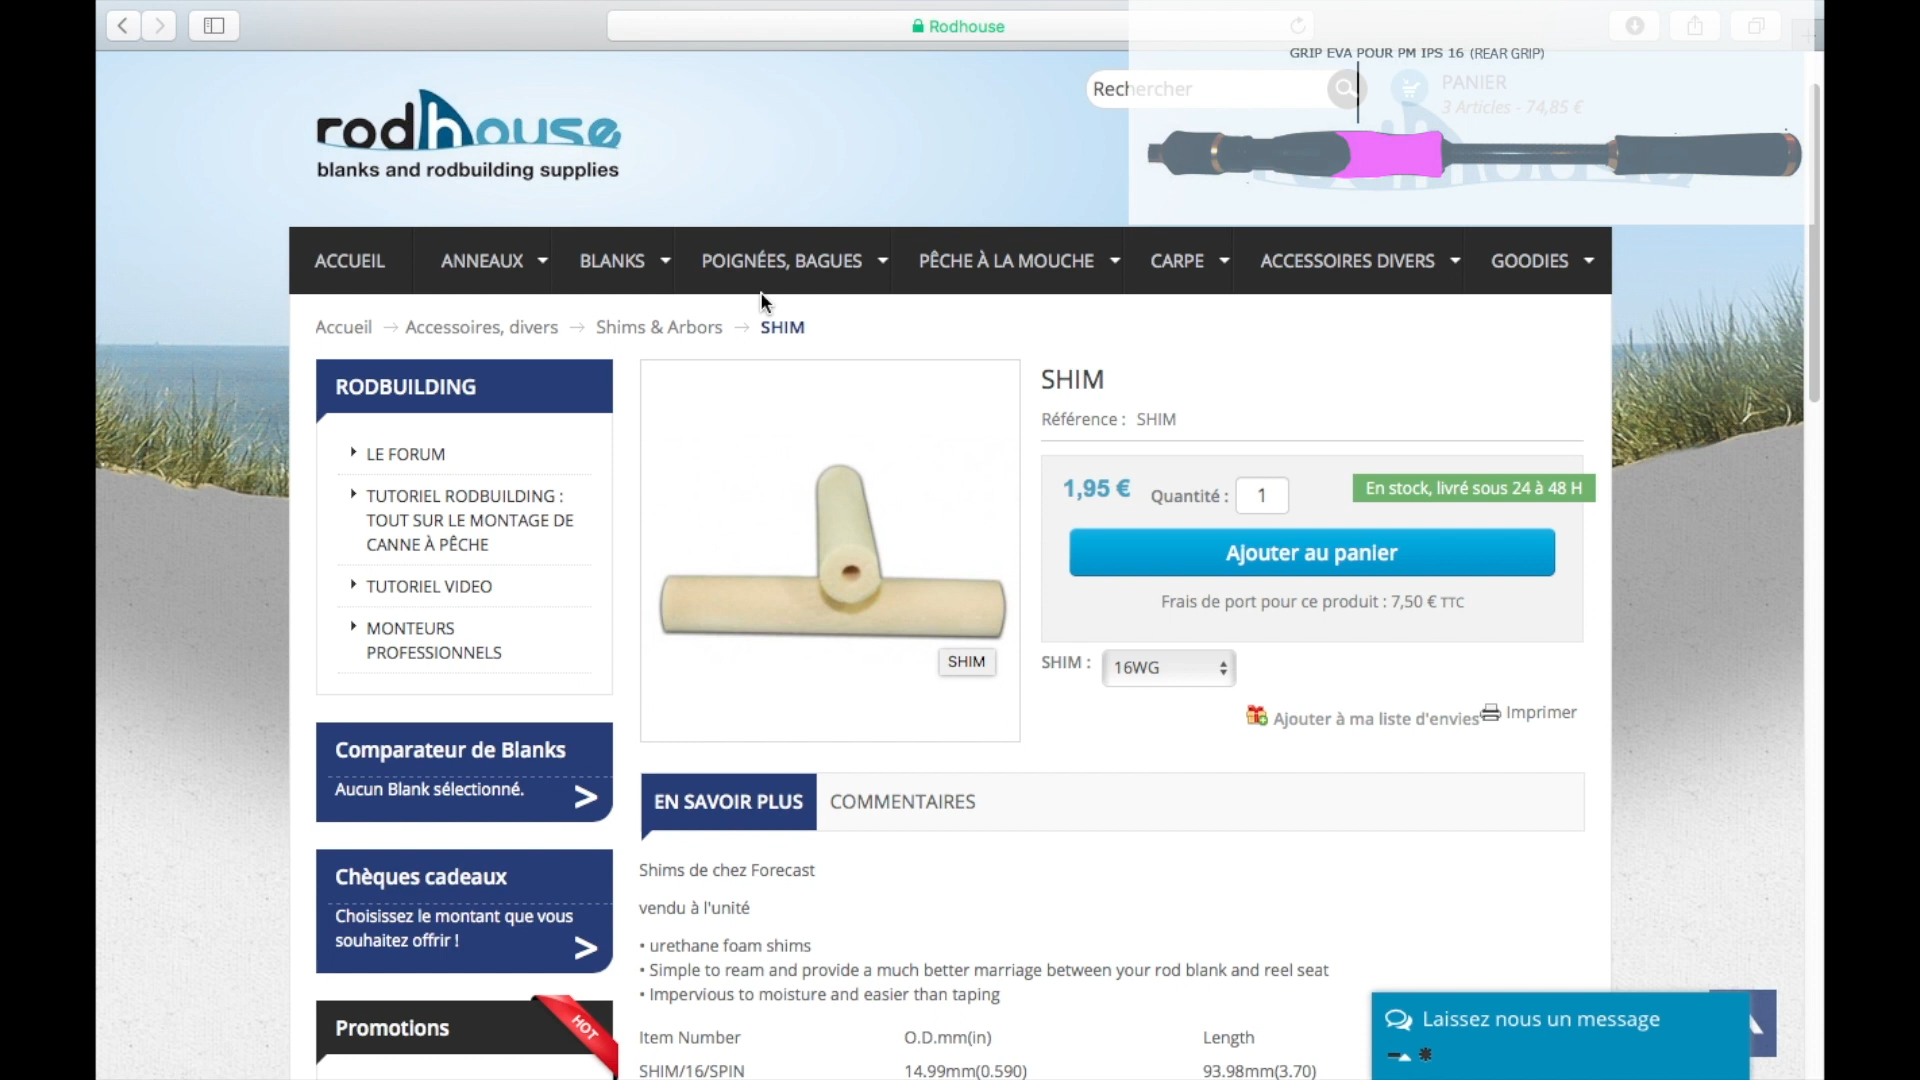 Rodhouse
GRIP EVA POUR PM IPS 16 (REAR GRIP)
rodhouse
blanks and rodbuilding supplies
Rechercher
PANIER
3 Articles - 74,85 €
ACCUEIL ANNEAUX BLANKS POIGNÉES, BAGUES PÊCHE À LA MOUCHE CARPE ACCESSOIRES DIVERS GOODIES
Accueil → Accessoires, divers → Shims & Arbors → SHIM
RODBUILDING
LE FORUM
TUTORIEL RODBUILDING :
TOUT SUR LE MONTAGE DE
CANNE À PÊCHE
TUTORIEL VIDEO
MONTEURS
PROFESSIONNELS
Comparateur de Blanks
Aucun Blank sélectionné.
Chèques cadeaux
Choisissez le montant que vous
souhaitez offrir !
Promotions
HOT
SHIM
SHIM
Référence : SHIM
1,95 € Quantité : 1
En stock, livré sous 24 à 48 H
Ajouter au panier
Frais de port pour ce produit : 7,50 € TTC
SHIM : 16WG
Ajouter à ma liste d'envies Imprimer
EN SAVOIR PLUS COMMENTAIRES
Shims de chez Forecast
vendu à l'unité
• urethane foam shims
• Simple to ream and provide a much better marriage between your rod blank and reel seat
• Impervious to moisture and easier than taping
Item Number O.D.mm(in) Length
SHIM/16/SPIN 14.99mm(0.590) 93.98mm(3.70)
Laissez nous un message